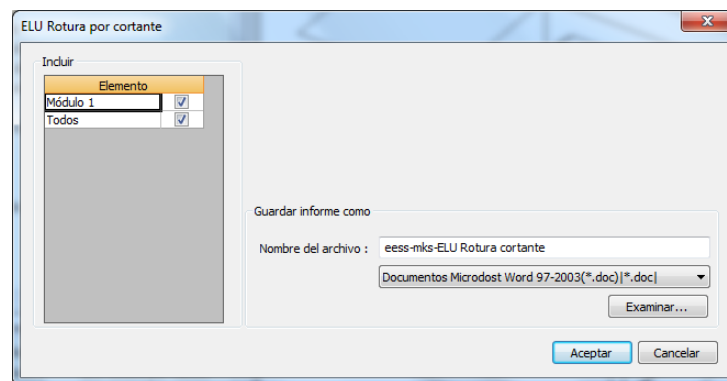 ELU Rotura por cortante
Incluir
Elemento
Módulo 1
Todos
Guardar informe como
Nombre del archivo :
eess-mks-ELU Rotura cortante
Documentos Microdost Word 97-2003(*.doc)|*.doc|
Examinar...
Aceptar
Cancelar